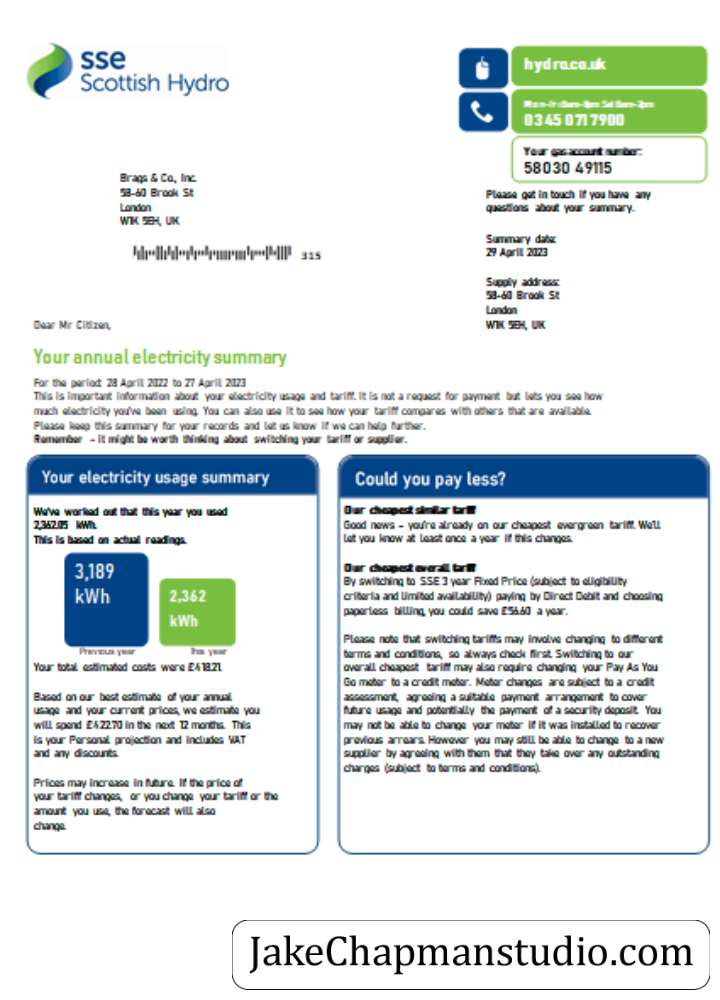 sse
Scottish Hydro
hydro.co.uk
Mon-fri 8am-8pm Sat 8am-2pm
0345 071 7900
Your gas account number:
58030 49115
Brags & Co, Inc.
58-60 Brook St
London
W1K 5EH, UK
315
Please get in touch if you have any
questions about your summary.
Summary date:
29 April 2023
Supply address:
58-60 Brook St
London
W1K 5EH, UK
Dear Mr Citizen,
Your annual electricity summary
For the period: 28 April 2022 to 27 April 2023
This is important information about your electricity usage and tariff. It is not a request for payment but lets you see how
much electricity you've been using. You can also use it to see how your tariff compares with others that are available.
Please keep this summary for your records and let us know if we can help further.
Remember - it might be worth thinking about switching your tariff or supplier.
Your electricity usage summary
We've worked out that this year you used
2,362.05 kWh.
This is based on actual readings.
3,189
kWh
2,362
kWh
Previous year
This year
Your total estimated costs were £418.21.
Based on our best estimate of your annual
usage and your current prices, we estimate you
will spend £422.70 in the next 12 months. This
is your Personal projection and includes VAT
and any discounts.
Prices may increase in future. If the price of
your tariff changes, or you change your tariff or the
amount you use, the forecast will also
change.
Could you pay less?
Our cheapest similar tariff
Good news - you're already on our cheapest evergreen tariff. We'll
let you know at least once a year if this changes.
Our cheapest overall tariff
By switching to SSE 3 year Fixed Price (subject to eligibility
criteria and limited availability) paying by Direct Debit and choosing
paperless billing, you could save £56.60 a year.
Please note that switching tariffs may involve changing to different
terms and conditions, so always check first. Switching to our
overall cheapest tariff may also require changing your Pay As You
Go meter to a credit meter. Meter changes are subject to a credit
assessment, agreeing a suitable payment arrangement to cover
future usage and potentially the payment of a security deposit. You
may not be able to change your meter if it was installed to recover
previous arrears. However you may still be able to change to a new
supplier by agreeing with them that they take over any outstanding
charges (subject to terms and conditions).
JakeChapmanstudio.com